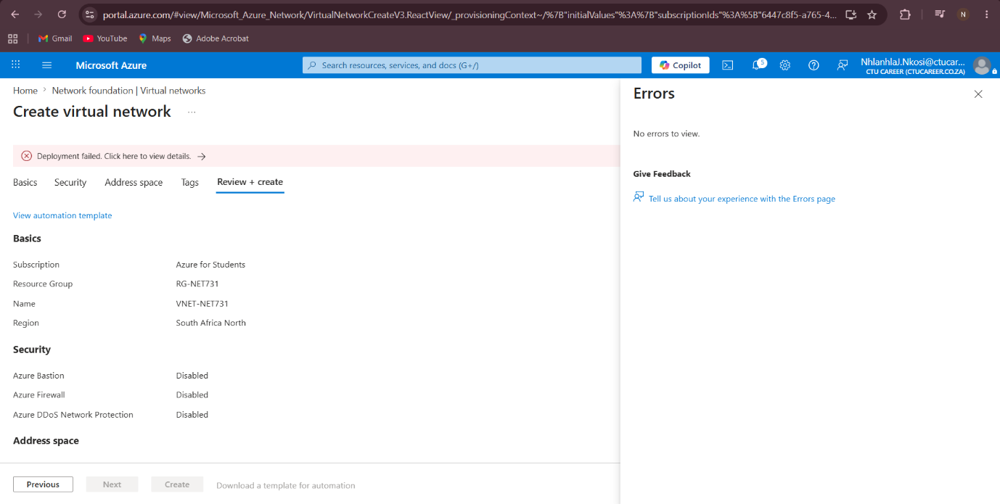 portal.azure.com/#view/Microsoft_Azure_Network/VirtualNetworkCreateV3.ReactView/_provisioningContext~/%7B"initialValues"%3A%7B"subscriptionIds"%3A%5B"6447c8f5-a765-4...
N
Gmail
YouTube
Maps
Adobe Acrobat
Microsoft Azure
Search resources, services, and docs (G+/)
Copilot
5
NhlanhlaJ.Nkosi@ctucar...
CTU CAREER (CTUCAREER.CO.ZA)
Home > Network foundation | Virtual networks
Create virtual network ...
Deployment failed. Click here to view details. →
Basics Security Address space Tags Review + create
View automation template
Basics
Subscription Azure for Students
Resource Group RG-NET731
Name VNET-NET731
Region South Africa North
Security
Azure Bastion Disabled
Azure Firewall Disabled
Azure DDoS Network Protection Disabled
Address space
Previous Next Create Download a template for automation
Errors
No errors to view.
Give Feedback
Tell us about your experience with the Errors page